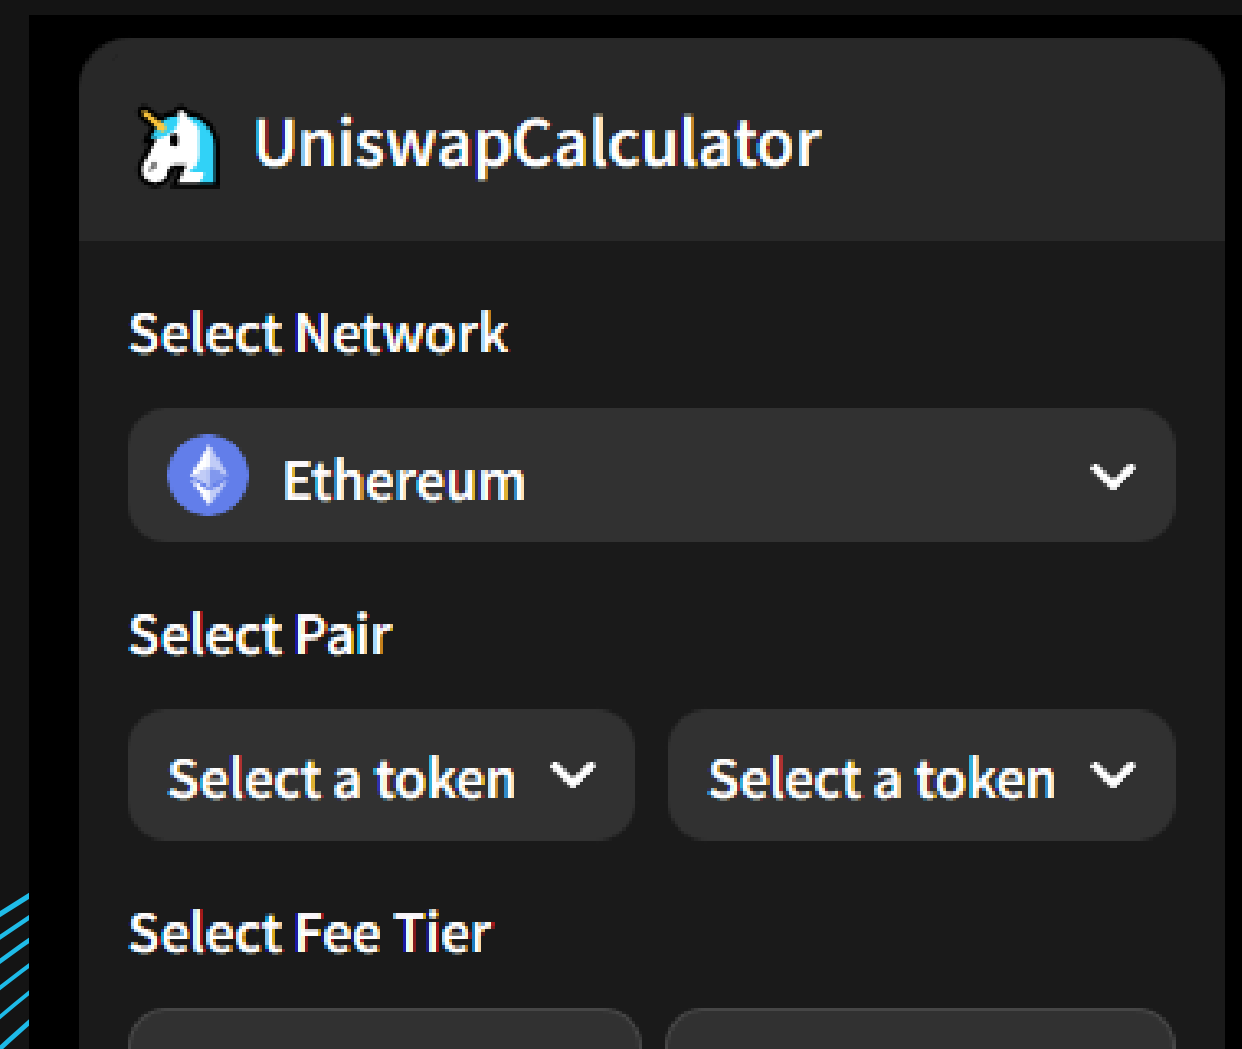 UniswapCalculator
Select Network
Ethereum
Select Pair
Select a token Select a token
Select Fee Tier